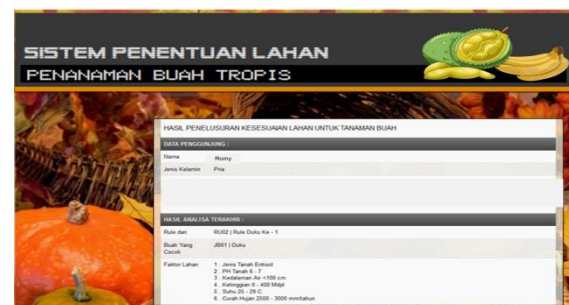 SISTEM PENENTUAN LAHAN
PENANAMAN BUAH TROPIS
HASIL PENELUSURAN KESESUAIAN LAHAN UNTUK TANAMAN BUAH
DATA PENGGUNJUNG :
Nama Romy
Jenis Kelamin Pria
HASIL ANALISA TERAKHIR :
Rule dari RU02 | Rule Duku Ke - 1
Buah Yang Cocok JB01 | Duku
Faktor Lahan 1 . Jenis Tanah Entisol
2 . PH Tanah 6 - 7
3 . Kedalaman Air <100 cm
4 . Ketinggian 0 - 400 Mdpl
5 . Suhu 25 - 29 C
6 . Curah Hujan 2500 - 3000 mm/tahun